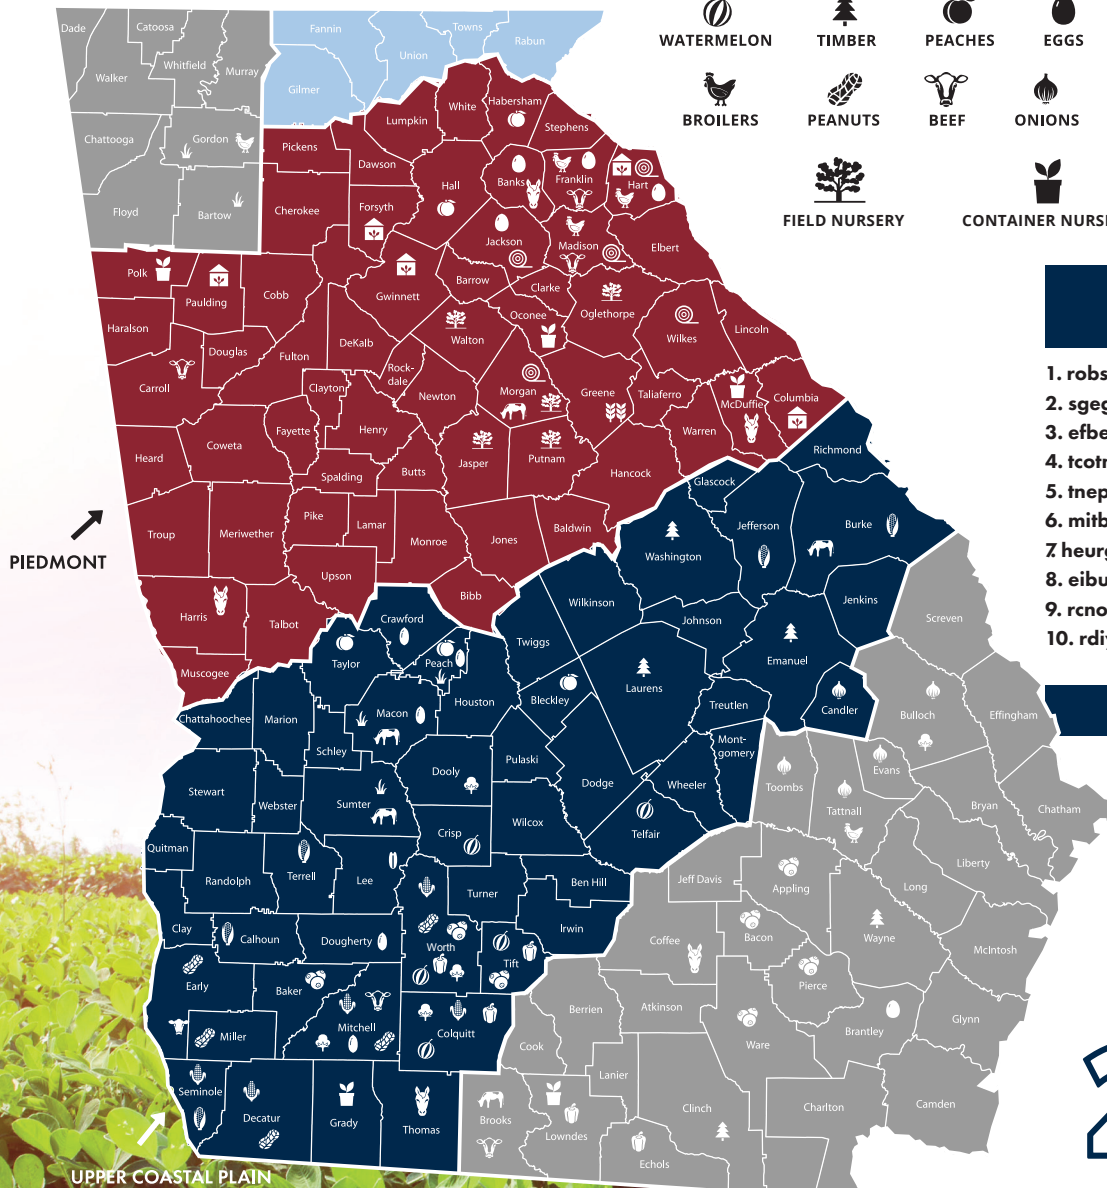 WATERMELON
TIMBER
PEACHES
EGGS
BROILERS
PEANUTS
BEEF
ONIONS
FIELD NURSERY
CONTAINER NURS
1. robs
2. sgeg
3. efbe
4. tcotn
5. tnep
6. mitb
7. heurg
8. eibu
9. rcno
10. rdiy
PIEDMONT
UPPER COASTAL PLAIN
Dade
Catoosa
Walker
Whitfield
Murray
Fannin
Union
Towns
Rabun
Gilmer
Chattooga
Gordon
Floyd
Bartow
Pickens
Lumpkin
White
Habersham
Stephens
Dawson
Cherokee
Forsyth
Hall
Banks
Franklin
Hart
Jackson
Madison
Elbert
Polk
Paulding
Cobb
Gwinnett
Barrow
Clarke
Oconee
Oglethorpe
Haralson
Douglas
Fulton
DeKalb
Walton
Wilkes
Lincoln
Carroll
Clayton
Rock-
dale
Newton
Morgan
Greene
Taliaferro
McDuffie
Columbia
Heard
Coweta
Fayette
Henry
Spalding
Butts
Jasper
Putnam
Hancock
Warren
Troup
Meriwether
Pike
Lamar
Monroe
Jones
Baldwin
Upson
Harris
Talbot
Bibb
Muscogee
Richmond
Glascock
Jefferson
Burke
Washington
Wilkinson
Johnson
Jenkins
Screven
Crawford
Twiggs
Emanuel
Taylor
Peach
Laurens
Houston
Bleckley
Treutlen
Candler
Bulloch
Effingham
Chattahoochee
Marion
Macon
Schley
Dooly
Pulaski
Dodge
Wheeler
Mont-
gomery
Toombs
Evans
Tattnall
Bryan
Chatham
Stewart
Webster
Sumter
Crisp
Wilcox
Telfair
Quitman
Randolph
Terrell
Lee
Turner
Ben Hill
Jeff Davis
Appling
Long
Liberty
Clay
Calhoun
Dougherty
Worth
Tift
Irwin
Coffee
Bacon
Wayne
McIntosh
Early
Baker
Mitchell
Miller
Colquitt
Berrien
Atkinson
Pierce
Brantley
Glynn
Cook
Ware
Lanier
Seminole
Decatur
Grady
Thomas
Brooks
Lowndes
Echols
Clinch
Charlton
Camden